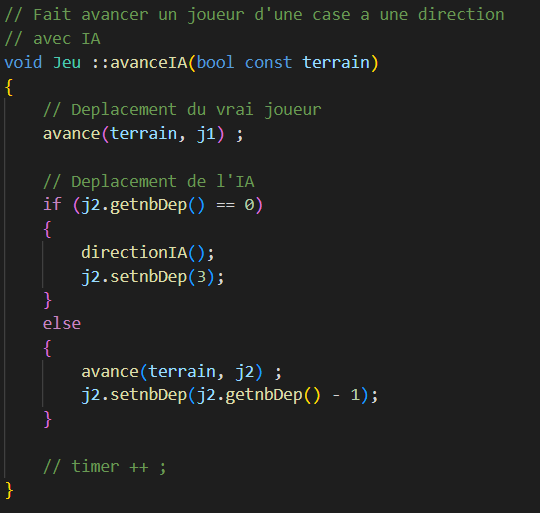 // Fait avancer un joueur d'une case a une direction
// avec IA
void Jeu ::avanceIA(bool const terrain)
{
    // Deplacement du vrai joueur
    avance(terrain, j1) ;

    // Deplacement de l'IA
    if (j2.getnbDep() == 0)
    {
        directionIA();
        j2.setnbDep(3);
    }
    else
    {
        avance(terrain, j2) ;
        j2.setnbDep(j2.getnbDep() - 1);
    }

    // timer ++ ;
}